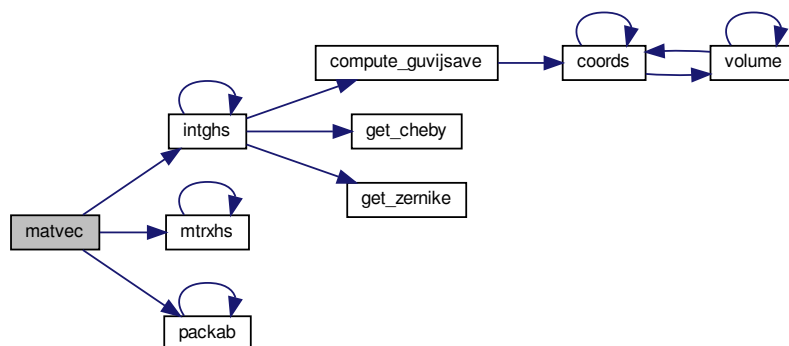 compute_guvijsave
coords
volume
intghs
get_cheby
get_zernike
matvec
mtrxhs
packab